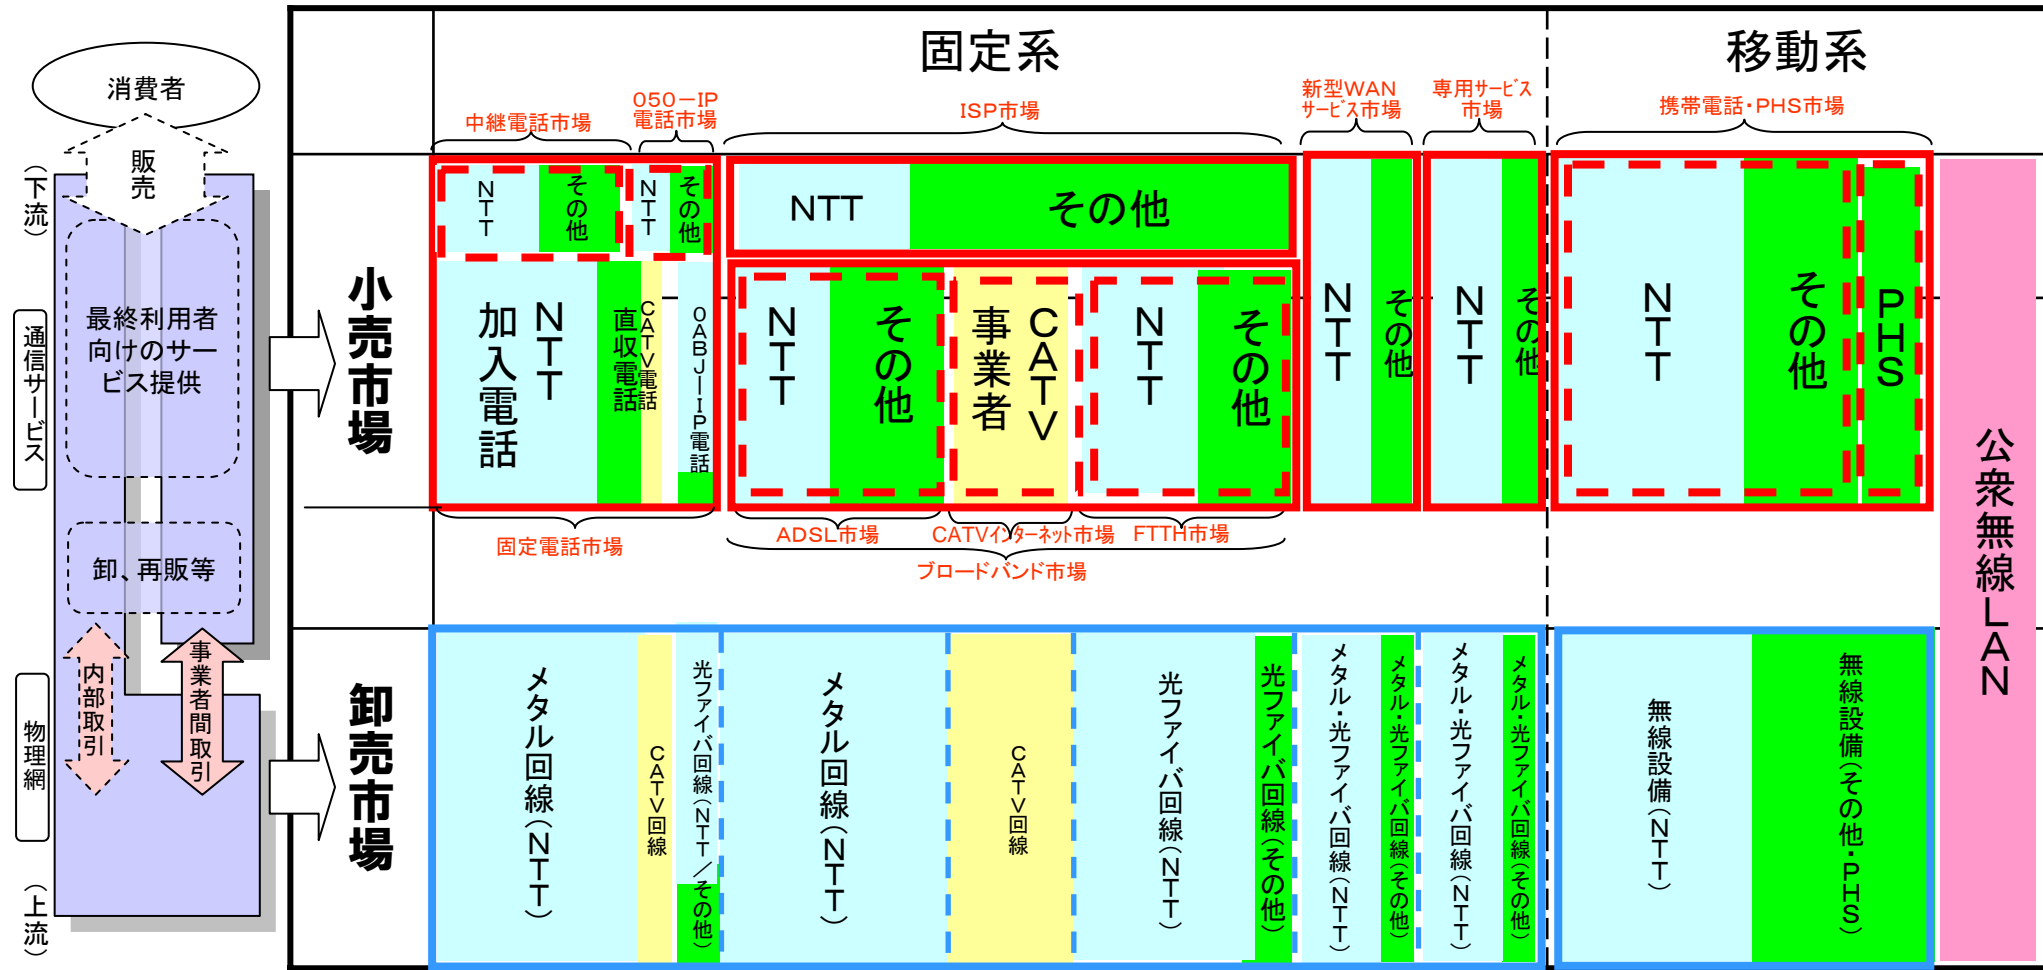 消費者
販売
(下流)
最終利用者
向けのサー
ビス提供
通信サービス
卸、再販等
内部取引
事業者間取引
物理網
(上流)
固定系
移動系
中継電話市場
050-IP
電話市場
ISP市場
新型WAN
サービス市場
専用サービス
市場
携帯電話・PHS市場
小売市場
NTT
その他
NTT
その他
NTT
その他
NTT
加入電話
直収電話
CATV電話
0ABJ-IP電話
NTT
その他
CATV
事業者
NTT
その他
NTT
その他
NTT
その他
NTT
その他
PHS
公衆無線LAN
固定電話市場
ADSL市場
CATVインターネット市場
FTTH市場
ブロードバンド市場
卸売市場
メタル回線(NTT)
CATV回線
光ファイバ回線(NTT/その他)
メタル回線(NTT)
CATV回線
光ファイバ回線(NTT)
光ファイバ回線(その他)
メタル・光ファイバ回線(NTT)
メタル・光ファイバ回線(その他)
メタル・光ファイバ回線(NTT)
メタル・光ファイバ回線(その他)
無線設備(NTT)
無線設備(その他・PHS)